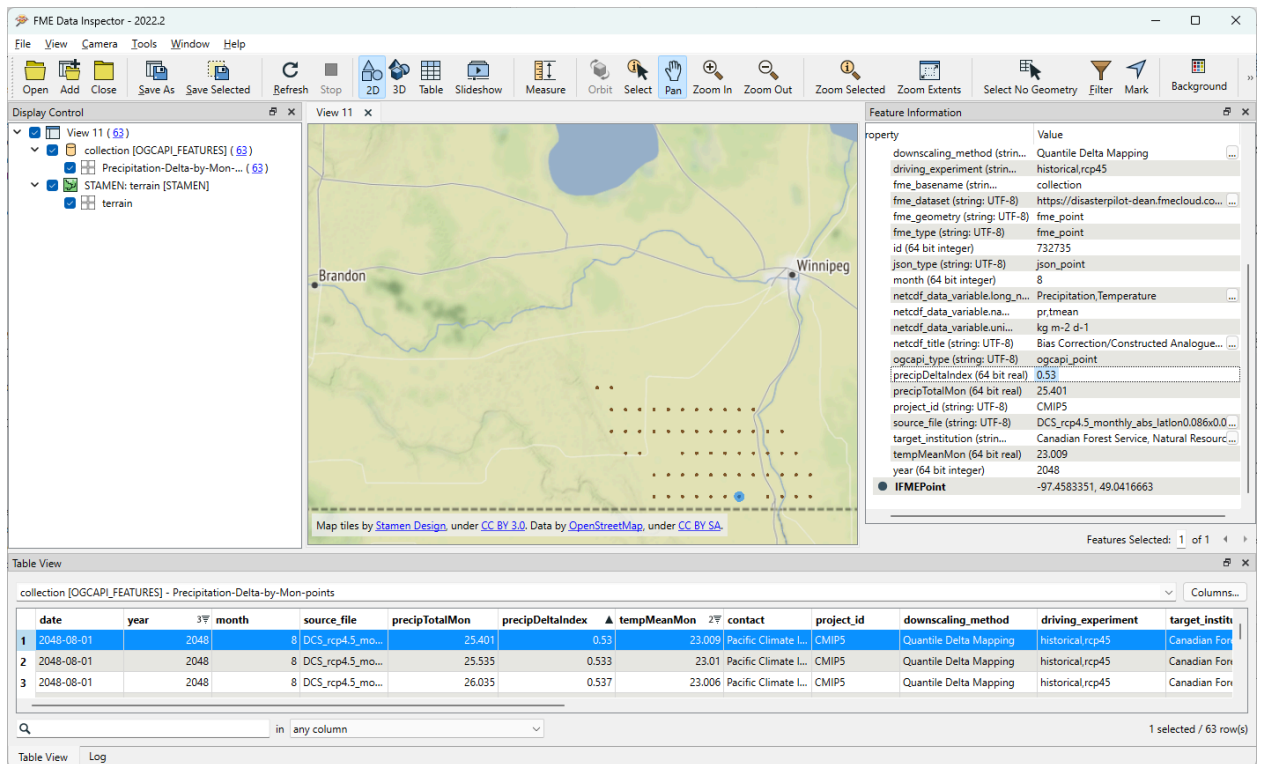 FME Data Inspector - 2022.2
File View Camera Tools Window Help
Open Add Close Save As Save Selected Refresh Stop 2D 3D Table Slideshow Measure Orbit Select Pan Zoom In Zoom Out Zoom Selected Zoom Extents Select No Geometry Filter Mark Background »
Display Control
View 11 (63)
collection [OGCAPI_FEATURES] (63)
Precipitation-Delta-by-Mon-... (63)
STAMEN: terrain [STAMEN]
terrain
View 11
Brandon
Winnipeg
Map tiles by Stamen Design, under CC BY 3.0. Data by OpenStreetMap, under CC BY SA.
Feature Information
roperty Value
downscaling_method (strin... Quantile Delta Mapping ...
driving_experiment (strin... historical,rcp45
fme_basename (strin... collection
fme_dataset (string: UTF-8) https://disasterpilot-dean.fmecloud.co... ...
fme_geometry (string: UTF-8) fme_point
fme_type (string: UTF-8) fme_point
id (64 bit integer) 732735
json_type (string: UTF-8) json_point
month (64 bit integer) 8
netcdf_data_variable.long_n... Precipitation,Temperature ...
netcdf_data_variable.na... pr,tmean
netcdf_data_variable.uni... kg m-2 d-1
netcdf_title (string: UTF-8) Bias Correction/Constructed Analogue... ...
ogcapi_type (string: UTF-8) ogcapi_point
precipDeltaIndex (64 bit real) 0.53
precipTotalMon (64 bit real) 25.401
project_id (string: UTF-8) CMIP5
source_file (string: UTF-8) DCS_rcp4.5_monthly_abs_latlon0.086x0.0... 
target_institution (strin... Canadian Forest Service, Natural Resourc... 
tempMeanMon (64 bit real) 23.009
year (64 bit integer) 2048
IFMEPoint -97.4583351, 49.0416663
Features Selected: 1 of 1
Table View
collection [OGCAPI_FEATURES] - Precipitation-Delta-by-Mon-points
Columns...
date year 3 month source_file precipTotalMon precipDeltaIndex tempMeanMon 2 contact project_id downscaling_method driving_experiment target_institu
1 2048-08-01 2048 8 DCS_rcp4.5_mo... 25.401 0.53 23.009 Pacific Climate I... CMIP5 Quantile Delta Mapping historical,rcp45 Canadian Fore
2 2048-08-01 2048 8 DCS_rcp4.5_mo... 25.535 0.533 23.01 Pacific Climate I... CMIP5 Quantile Delta Mapping historical,rcp45 Canadian Fore
3 2048-08-01 2048 8 DCS_rcp4.5_mo... 26.035 0.537 23.006 Pacific Climate I... CMIP5 Quantile Delta Mapping historical,rcp45 Canadian Fore
in any column
1 selected / 63 row(s)
Table View Log